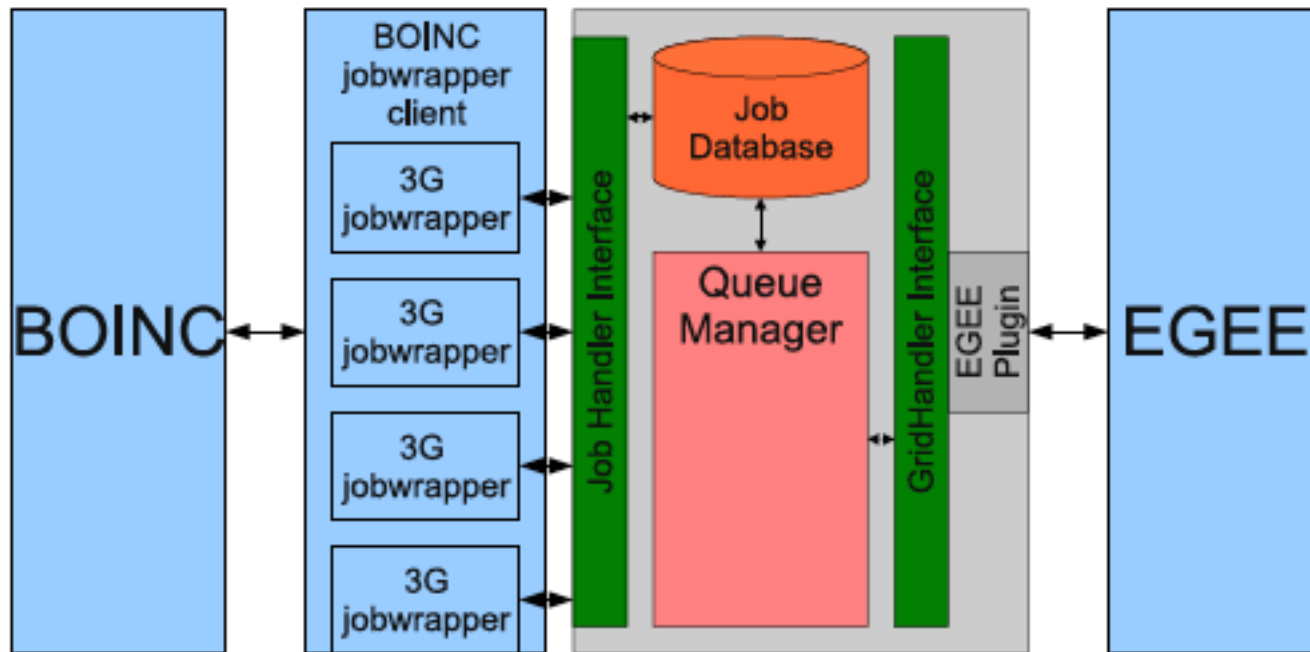 BOINC
BOINC
jobwrapper
client
3G
jobwrapper
3G
jobwrapper
3G
jobwrapper
3G
jobwrapper
Job Handler Interface
Job
Database
Queue
Manager
GridHandler Interface
EGEE
Plugin
EGEE